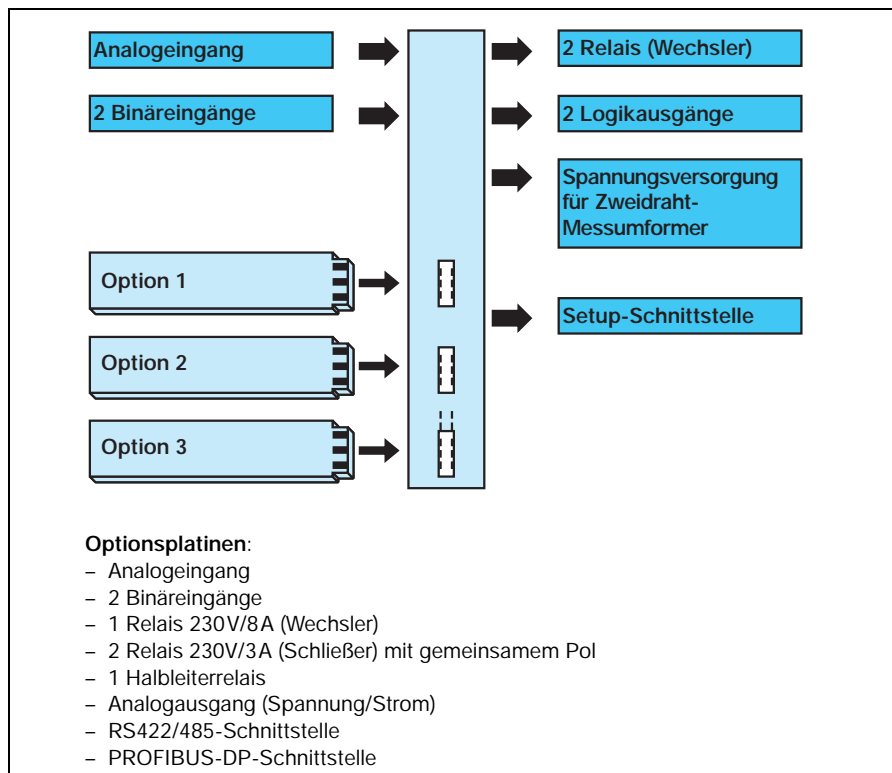 Analogeingang
2 Binäreingänge
2 Relais (Wechsler)
2 Logikausgänge
Spannungsversorgung
für Zweidraht-
Messumformer
Setup-Schnittstelle
Option 1
Option 2
Option 3
Optionsplatinen:
– Analogeingang
– 2 Binäreingänge
– 1 Relais 230V/8A (Wechsler)
– 2 Relais 230V/3A (Schließer) mit gemeinsamem Pol
– 1 Halbleiterrelais
– Analogausgang (Spannung/Strom)
– RS422/485-Schnittstelle
– PROFIBUS-DP-Schnittstelle